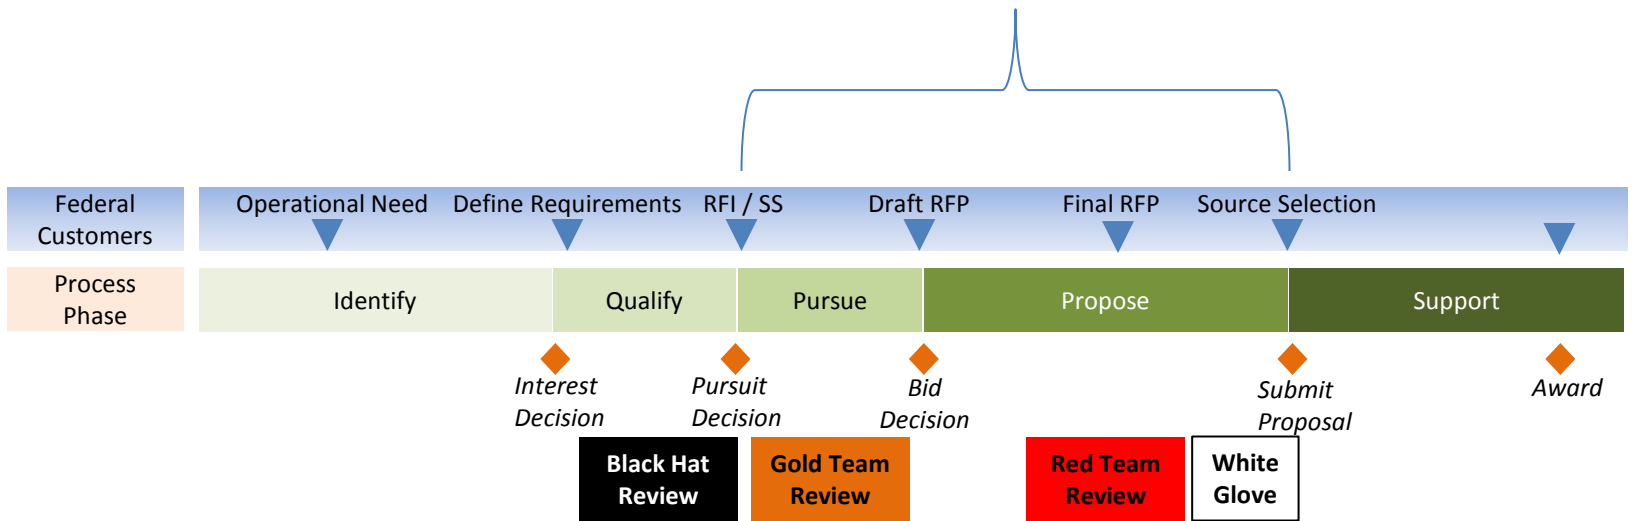 Federal
Customers
Operational Need
Define Requirements
RFI / SS
Draft RFP
Final RFP
Source Selection
Process
Phase
Identify
Qualify
Pursue
Propose
Support
Interest
Decision
Pursuit
Decision
Bid
Decision
Submit
Proposal
Award
Black Hat
Review
Gold Team
Review
Red Team
Review
White
Glove